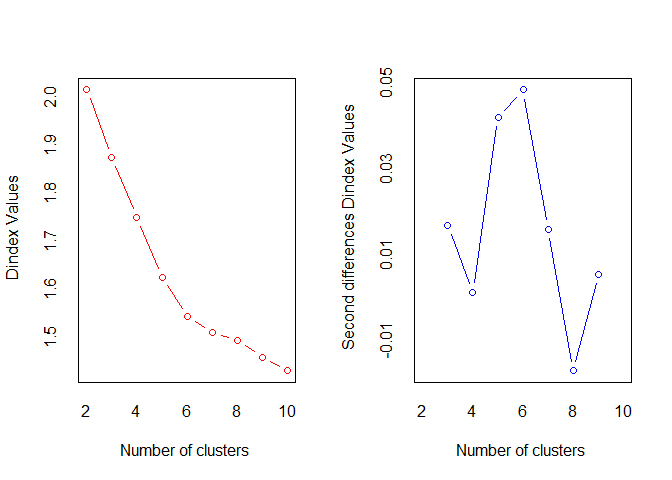 Dindex Values
2.0
1.9
1.8
1.7
1.6
1.5
2 4 6 8 10
Number of clusters
Second differences Dindex Values
0.05
0.03
0.01
-0.01
2 4 6 8 10
Number of clusters